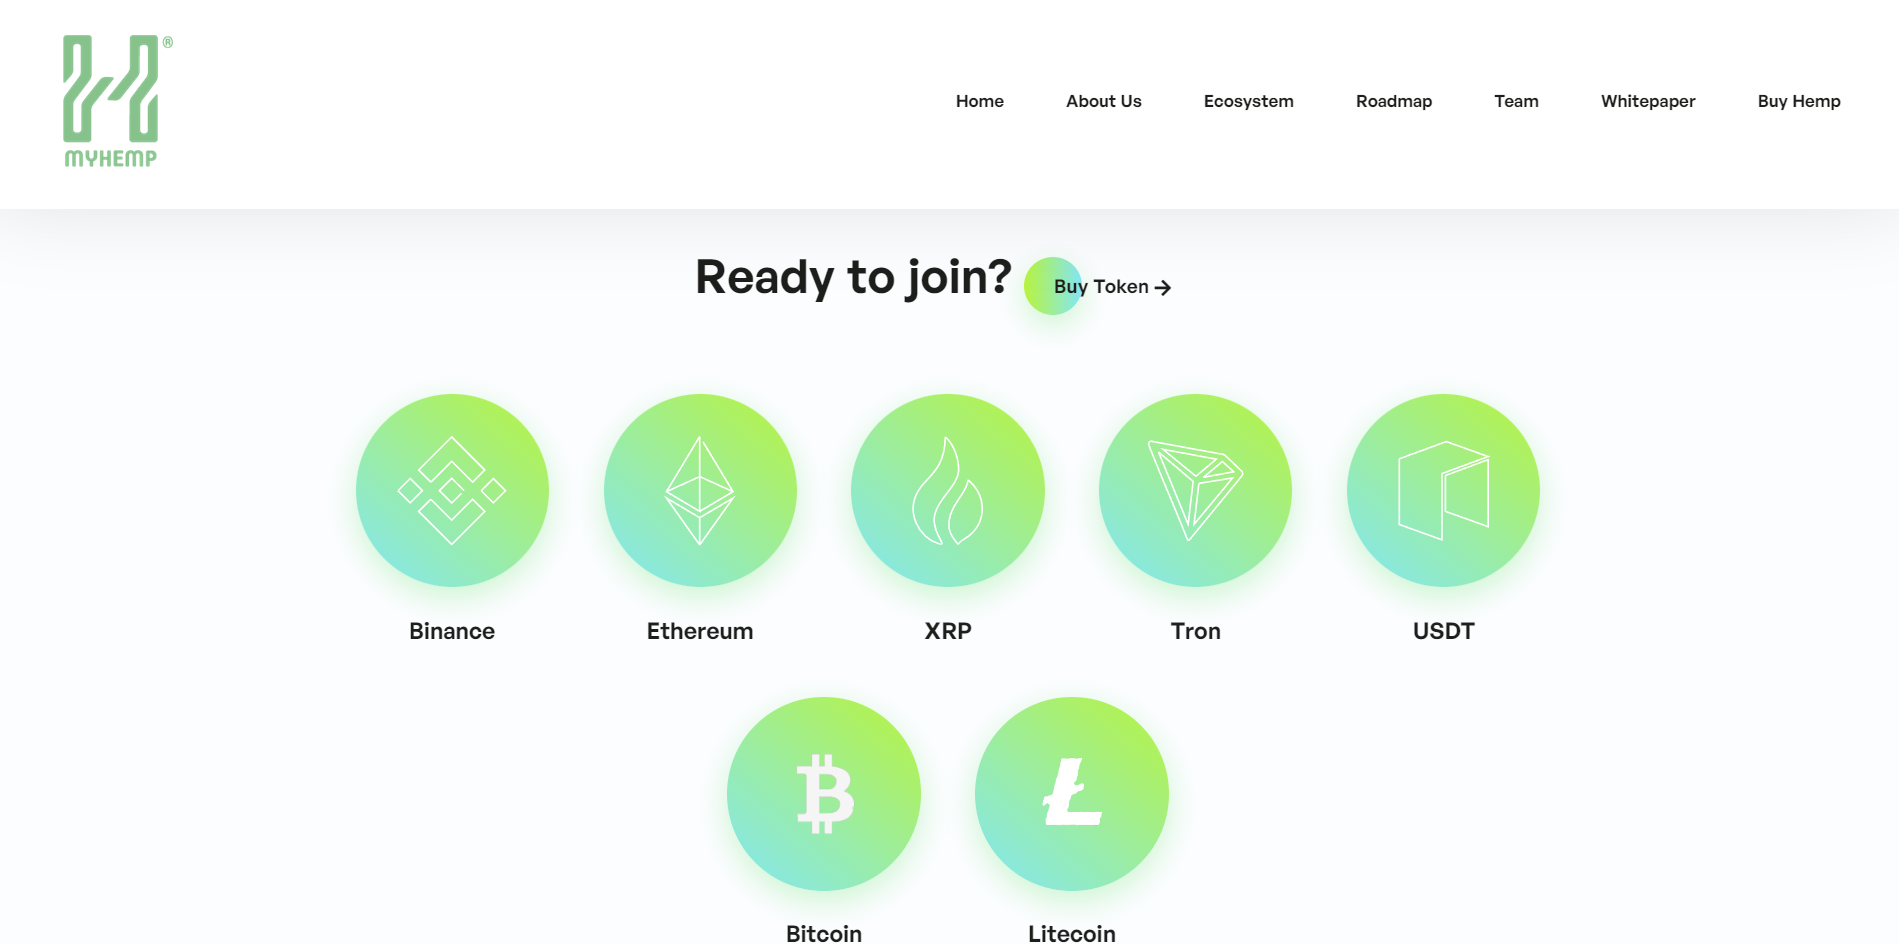 ®
MYHEMP
Home About Us Ecosystem Roadmap Team Whitepaper Buy Hemp
Ready to join? Buy Token →
Binance Ethereum XRP Tron USDT
Bitcoin Litecoin